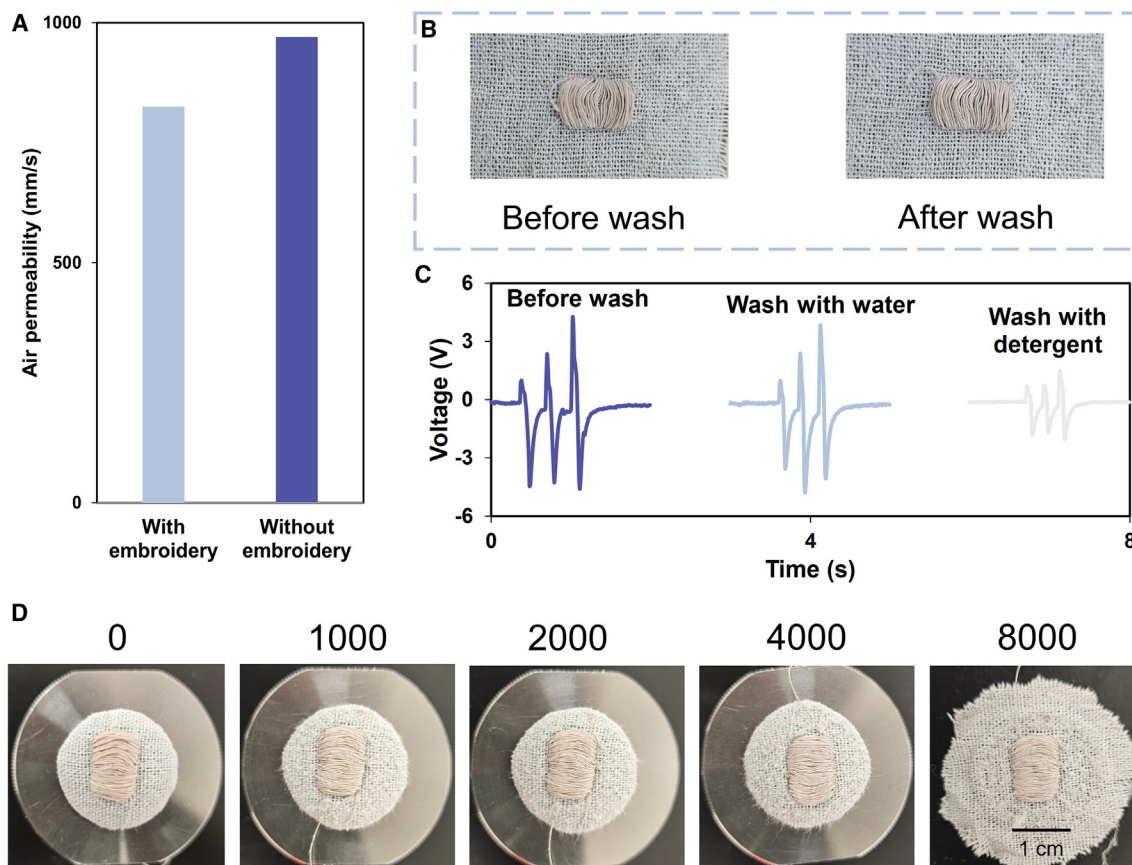 A
1000
500
0
Air permeability (mm/s)
With
embroidery
Without
embroidery
B
Before wash
After wash
C
6
3
0
-3
-6
Voltage (V)
Before wash
Wash with water
Wash with
detergent
0
4
8
Time (s)
D
0
1000
2000
4000
8000
1 cm